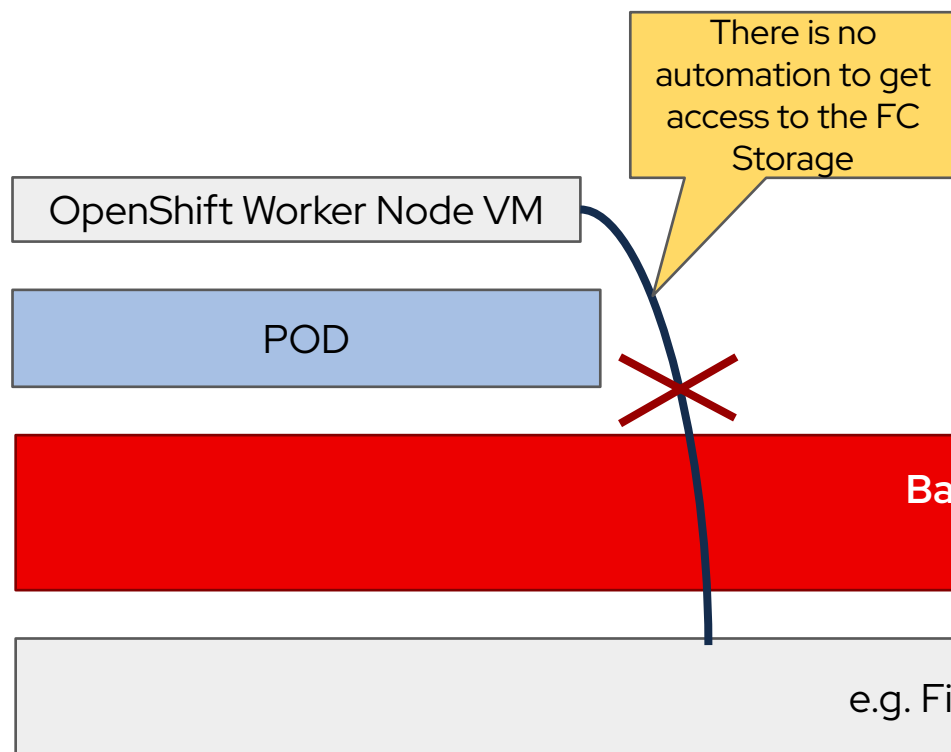 There is no
automation to get
access to the FC
Storage
OpenShift Worker Node VM
POD
Ba
e.g. Fi